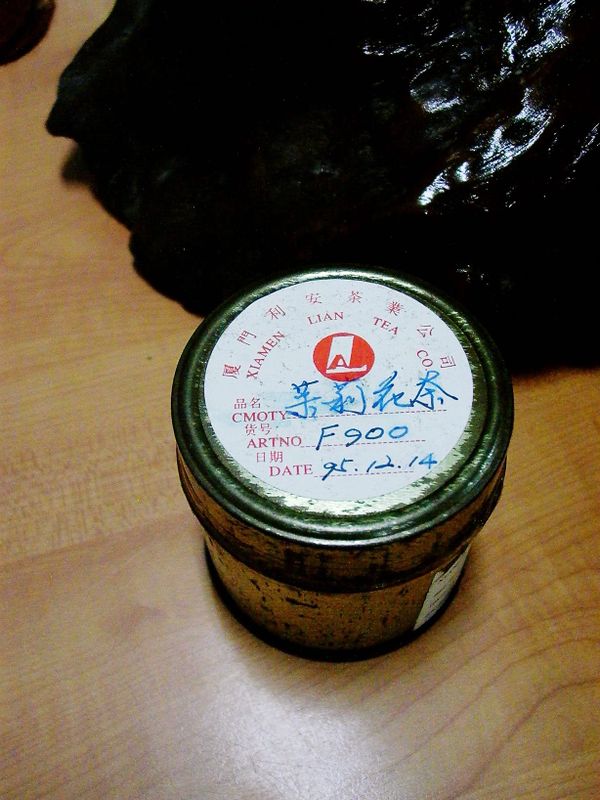 厦門利安茶業公司
XIAMEN LIAN TEA CO
品名
CMOTY 茉莉花茶
货号
ARTNO F900
日期
DATE 95.12.14